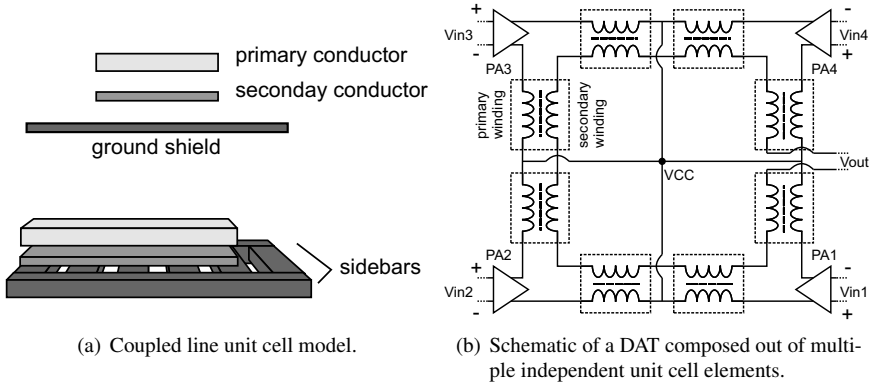 primary conductor
seconday conductor
ground shield
sidebars
(a) Coupled line unit cell model.
+
Vin3
-
PA3
-
Vin4
+
PA4
primary
winding
secondary
winding
VCC
Vout
PA2
+
Vin2
-
PA1
-
Vin1
+
(b) Schematic of a DAT composed out of multi-
ple independent unit cell elements.